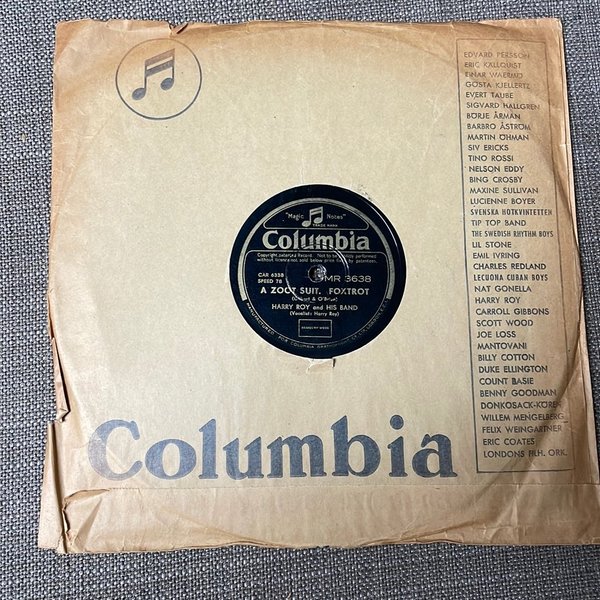 EDVARD PERSSON
ERIC KÄLLQUIST
EINAR WAERMÖ
GÖSTA KJELLERTZ
EVERT TAUBE
SIGVARD HALLGREN
BÖRJE ÅRMAN
BARBRO ÅSTRÖM
MARTIN ÖHMAN
SIV ERICKS
TINO ROSSI
NELSON EDDY
BING CROSBY
MAXINE SULLIVAN
LUCIENNE BOYER
SVENSKA HOTKVINTETTEN
TIP TOP BAND
THE SWEDISH RHYTHM BOYS
LIL STONE
EMIL IVRING
CHARLES REDLAND
LECUONA CUBAN BOYS
NAT GONELLA
HARRY ROY
CARROLL GIBBONS
SCOTT WOOD
JOE LOSS
MANTOVANI
BILLY COTTON
DUKE ELLINGTON
COUNT BASIE
BENNY GOODMAN
DONKOSACK-KÖREN
WILLEM MENGELBERG
FELIX WEINGARTNER
ERIC COATES
LONDONS FILH. ORK.
"Magic Notes"
TRADE MARK
Columbia
CAR 6338
SPEED 78
MR 3638
A ZOOT SUIT. FOXTROT
HARRY ROY and HIS BAND
(Vocalist: Harry Roy)
Columbia